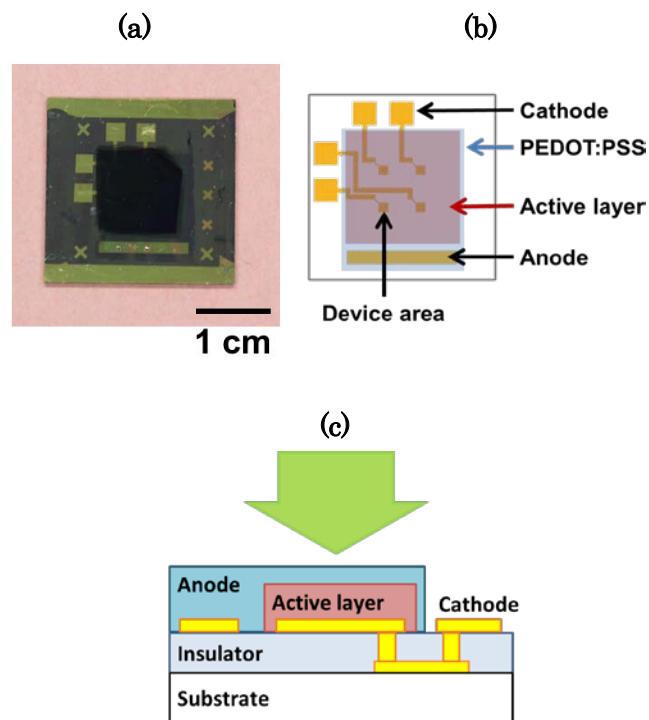 (a)
(b)
1 cm
Cathode
PEDOT:PSS
Active layer
Anode
Device area
(c)
Anode
Active layer
Cathode
Insulator
Substrate